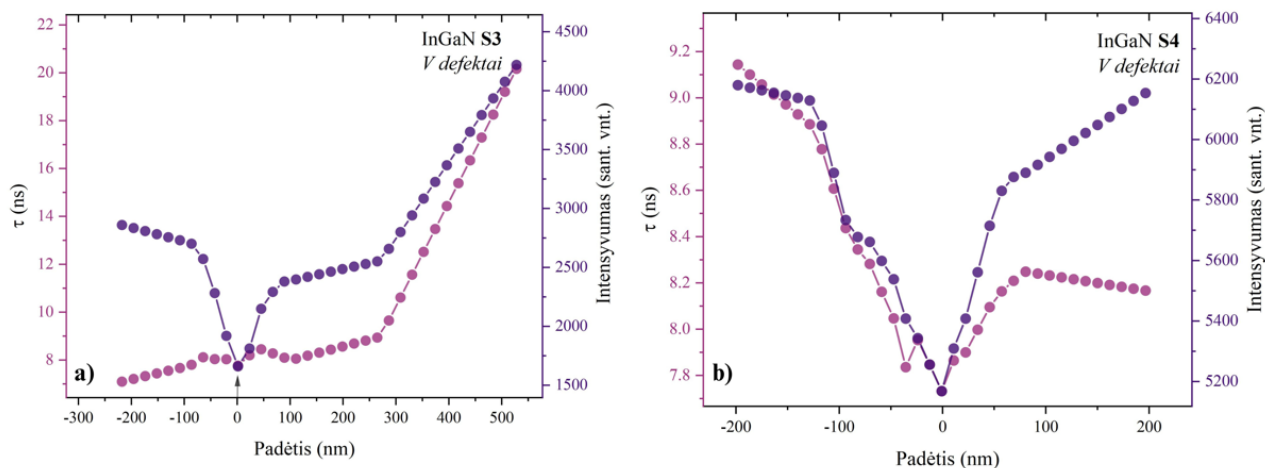 22
20
18
16
14
12
10
8
τ (ns)
InGaN S3
V defektai
4500
4000
3500
3000
2500
2000
1500
Intensyvumas (sant. vnt.)
a)
-300 -200 -100 0 100 200 300 400 500
Padėtis (nm)
9.2
9.0
8.8
8.6
8.4
8.2
8.0
7.8
τ (ns)
InGaN S4
V defektai
6400
6200
6000
5800
5600
5400
5200
Intensyvumas (sant. vnt.)
b)
-200 -100 0 100 200
Padėtis (nm)